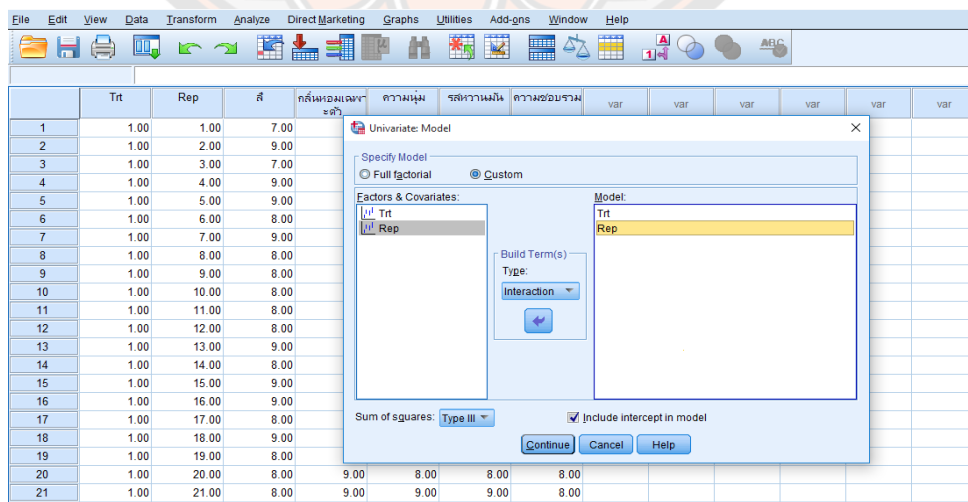 File Edit View Data Transform Analyze Direct Marketing Graphs Utilities Add-ons Window Help
Trt Rep สี กลิ่นหอมเฉพาะตัว ความนุ่ม รสหวานมัน ความชอบรวม var var var var var var
1 1.00 1.00 7.00
2 1.00 2.00 9.00
3 1.00 3.00 7.00
4 1.00 4.00 9.00
5 1.00 5.00 9.00
6 1.00 6.00 8.00
7 1.00 7.00 9.00
8 1.00 8.00 8.00
9 1.00 9.00 8.00
10 1.00 10.00 8.00
11 1.00 11.00 8.00
12 1.00 12.00 8.00
13 1.00 13.00 9.00
14 1.00 14.00 8.00
15 1.00 15.00 9.00
16 1.00 16.00 9.00
17 1.00 17.00 8.00
18 1.00 18.00 9.00
19 1.00 19.00 8.00
20 1.00 20.00 8.00 9.00 8.00 8.00 8.00
21 1.00 21.00 8.00 9.00 9.00 9.00 8.00
Univariate: Model
Specify Model
Full factorial Custom
Factors & Covariates:
Trt
Rep
Build Term(s)
Type:
Interaction
Model:
Trt
Rep
Sum of squares: Type III Include intercept in model
Continue Cancel Help